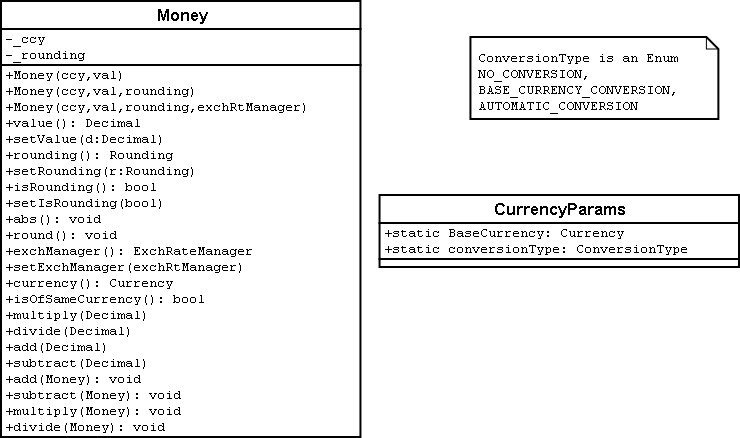 Money
-_ccy
-_rounding
+Money(ccy,val)
+Money(ccy,val,rounding)
+Money(ccy,val,rounding,exchRtManager)
+value(): Decimal
+setValue(d:Decimal)
+rounding(): Rounding
+setRounding(r:Rounding)
+isRounding(): bool
+setIsRounding(bool)
+abs(): void
+round(): void
+exchManager(): ExchRateManager
+setExchManager(exchRtManager)
+currency(): Currency
+isOfSameCurrency(): bool
+multiply(Decimal)
+divide(Decimal)
+add(Decimal)
+subtract(Decimal)
+add(Money): void
+subtract(Money): void
+multiply(Money): void
+divide(Money): void
ConversionType is an Enum
NO_CONVERSION,
BASE_CURRENCY_CONVERSION,
AUTOMATIC_CONVERSION
CurrencyParams
+static BaseCurrency: Currency
+static conversionType: ConversionType